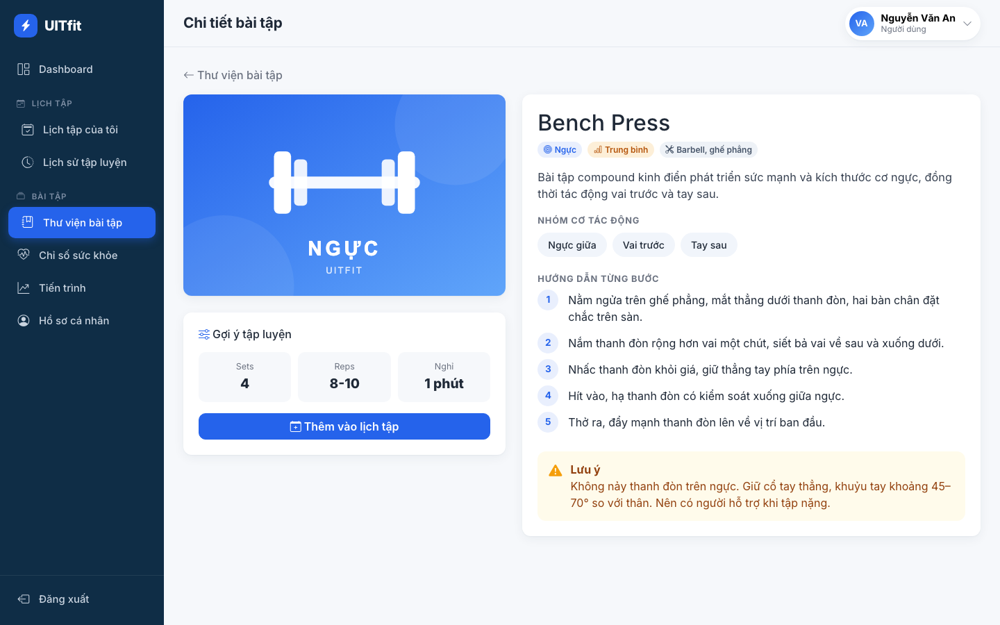 UITfit
Dashboard
LỊCH TẬP
Lịch tập của tôi
Lịch sử tập luyện
BÀI TẬP
Thư viện bài tập
Chỉ số sức khỏe
Tiến trình
Hồ sơ cá nhân
Đăng xuất
Chi tiết bài tập
VA
Nguyễn Văn An
Người dùng
← Thư viện bài tập
NGỰC
UITFIT
Gợi ý tập luyện
Sets
4
Reps
8-10
Nghỉ
1 phút
Thêm vào lịch tập
Bench Press
Ngực
Trung bình
Barbell, ghế phẳng
Bài tập compound kinh điển phát triển sức mạnh và kích thước cơ ngực, đồng
thời tác động vai trước và tay sau.
NHÓM CƠ TÁC ĐỘNG
Ngực giữa
Vai trước
Tay sau
HƯỚNG DẪN TỪNG BƯỚC
1 Nằm ngửa trên ghế phẳng, mắt thẳng dưới thanh đòn, hai bàn chân đặt
chắc trên sàn.
2 Nắm thanh đòn rộng hơn vai một chút, siết bả vai về sau và xuống dưới.
3 Nhấc thanh đòn khỏi giá, giữ thẳng tay phía trên ngực.
4 Hít vào, hạ thanh đòn có kiểm soát xuống giữa ngực.
5 Thở ra, đẩy mạnh thanh đòn lên về vị trí ban đầu.
Lưu ý
Không nảy thanh đòn trên ngực. Giữ cổ tay thẳng, khuỷu tay khoảng 45–
70° so với thân. Nên có người hỗ trợ khi tập nặng.